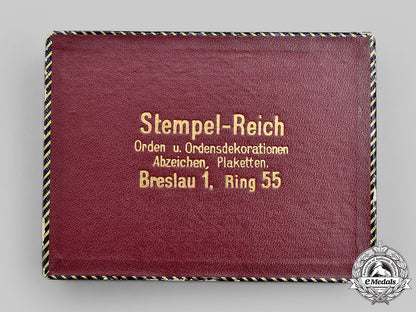 Stempel-Reich
Orden u. Ordensdekorationen
Abzeichen, Plaketten.
Breslau 1, Ring 55
eMedals